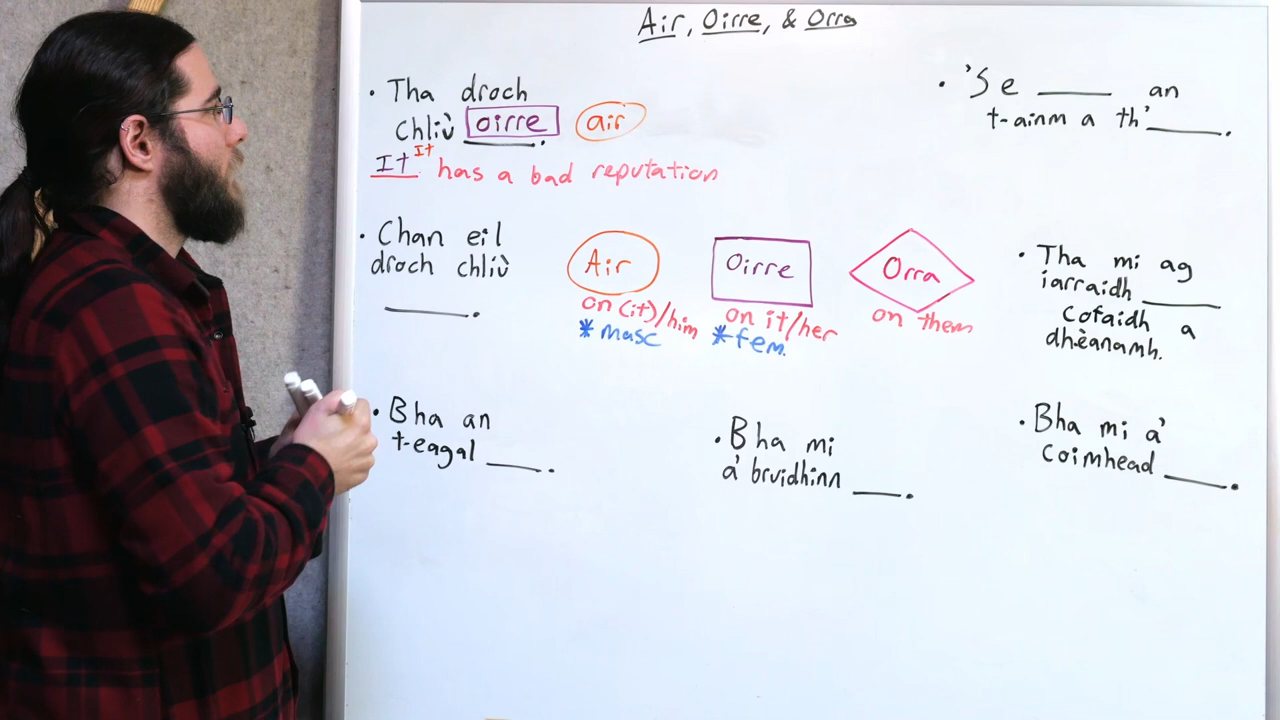 Air, Oirre, & Orra
• Tha droch
chliù oirre. air
It It has a bad reputation
• 'S e ____ an
t-ainm a th'____.
• Chan eil
droch chliù
____.
Air
on (it)/him
* masc
Oirre
on it/her
* fem.
Orra
on them
• Tha mi ag
iarraidh ____
cofaidh a
dhèanamh.
• Bha an
t-eagal ____.
• Bha mi
a' bruidhinn ____.
• Bha mi a'
coimhead ____.